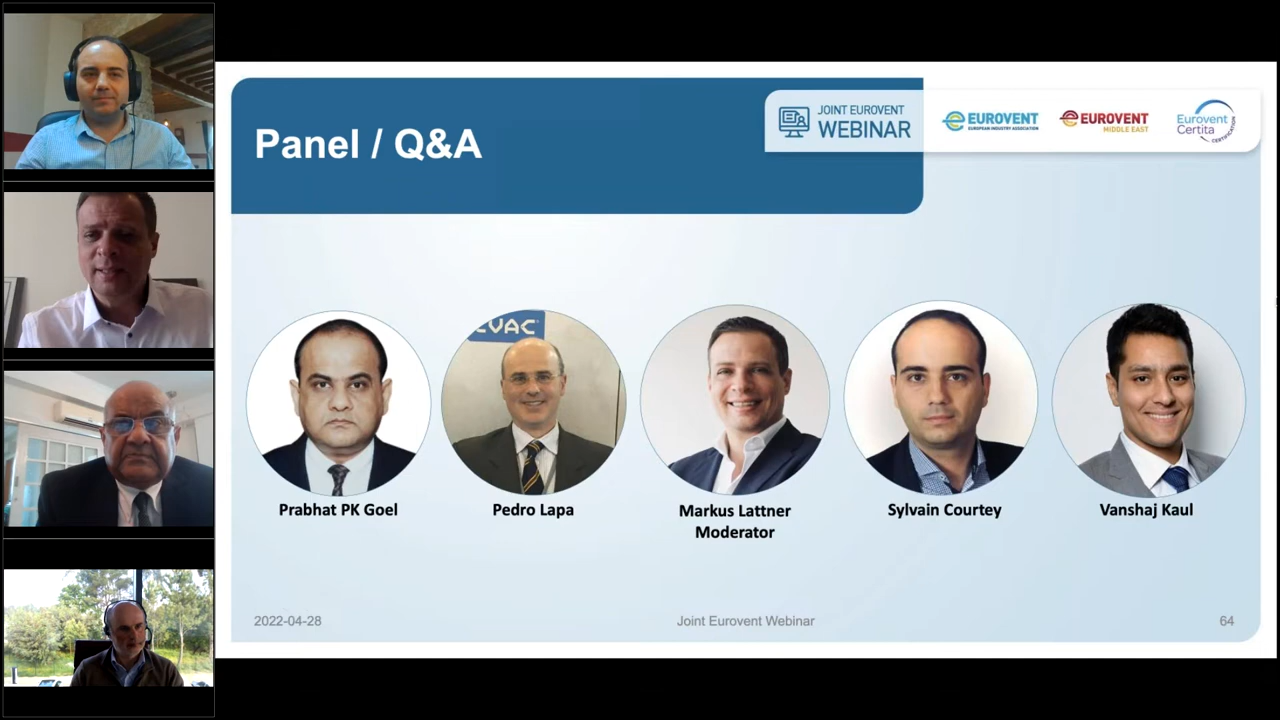 Panel / Q&A
JOINT EUROVENT
WEBINAR
EUROVENT
EUROPEAN INDUSTRY ASSOCIATION
EUROVENT
MIDDLE EAST
Eurovent
Certita
CERTIFICATION
EVAC
Prabhat PK Goel
Pedro Lapa
Markus Lattner
Moderator
Sylvain Courtey
Vanshaj Kaul
2022-04-28
Joint Eurovent Webinar
64